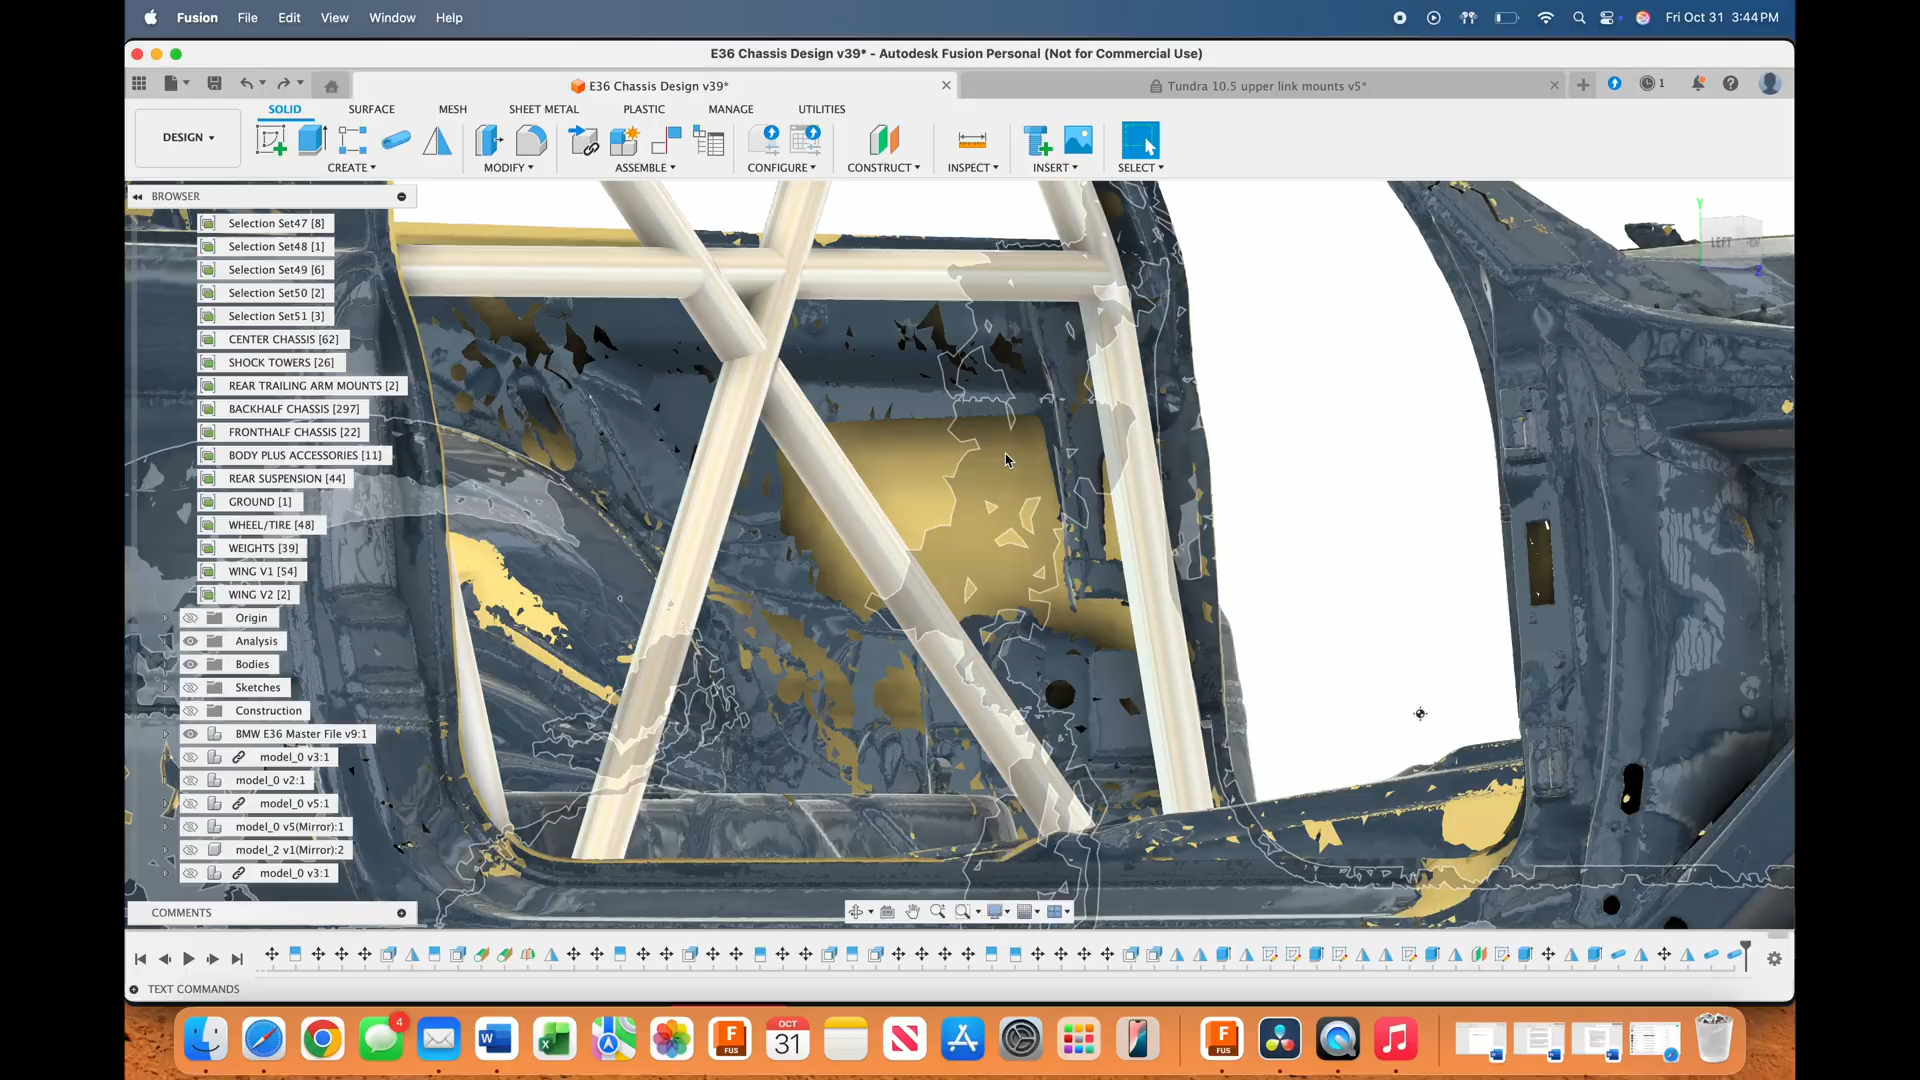 Fusion File Edit View Window Help
Fri Oct 31 3:44 PM
E36 Chassis Design v39* - Autodesk Fusion Personal (Not for Commercial Use)
E36 Chassis Design v39*
Tundra 10.5 upper link mounts v5*
1
SOLID SURFACE MESH SHEET METAL PLASTIC MANAGE UTILITIES
DESIGN
CREATE MODIFY ASSEMBLE CONFIGURE CONSTRUCT INSPECT INSERT SELECT
BROWSER
Selection Set47 [8]
Selection Set48 [1]
Selection Set49 [6]
Selection Set50 [2]
Selection Set51 [3]
CENTER CHASSIS [62]
SHOCK TOWERS [26]
REAR TRAILING ARM MOUNTS [2]
BACKHALF CHASSIS [297]
FRONTHALF CHASSIS [22]
BODY PLUS ACCESSORIES [11]
REAR SUSPENSION [44]
GROUND [1]
WHEEL/TIRE [48]
WEIGHTS [39]
WING V1 [54]
WING V2 [2]
Origin
Analysis
Bodies
Sketches
Construction
BMW E36 Master File v9:1
model_0 v3:1
model_0 v2:1
model_0 v5:1
model_0 v5(Mirror):1
model_2 v1(Mirror):2
model_0 v3:1
Y
LEFT
Z
COMMENTS
TEXT COMMANDS
4
F
FUS
OCT
31
F
FUS